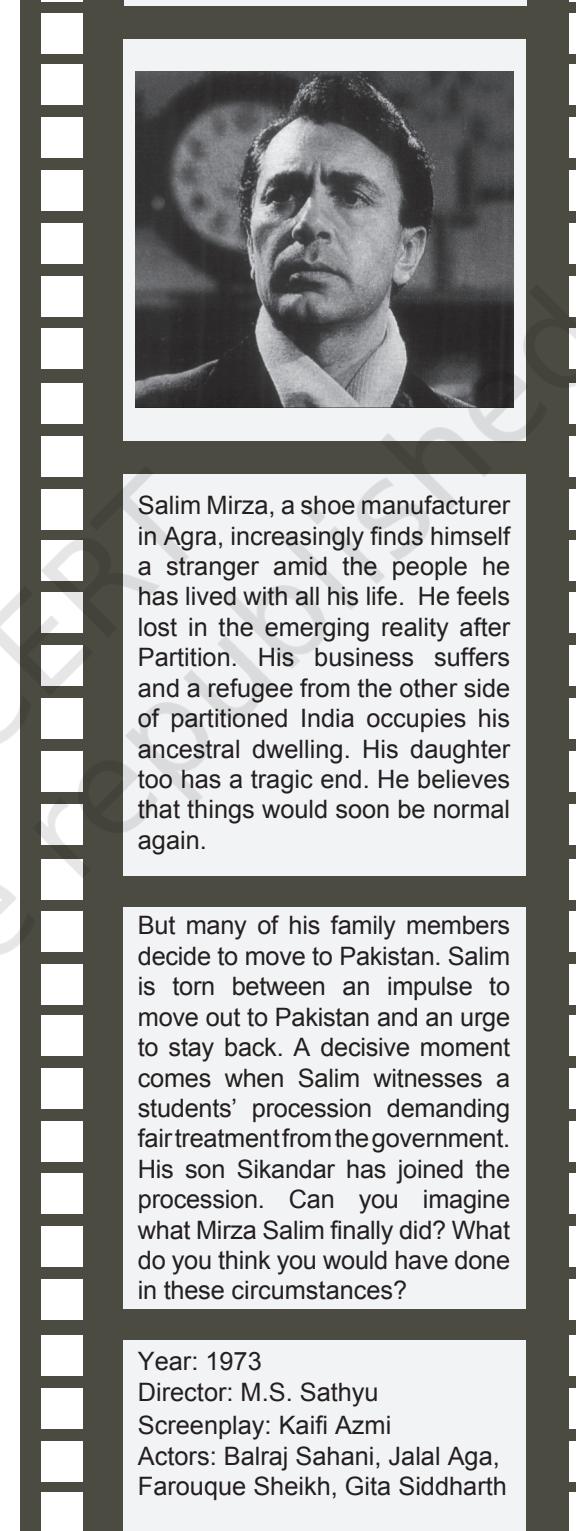 Salim Mirza, a shoe manufacturer
in Agra, increasingly finds himself
a stranger amid the people he
has lived with all his life. He feels
lost in the emerging reality after
Partition. His business suffers
and a refugee from the other side
of partitioned India occupies his
ancestral dwelling. His daughter
too has a tragic end. He believes
that things would soon be normal
again.
But many of his family members
decide to move to Pakistan. Salim
is torn between an impulse to
move out to Pakistan and an urge
to stay back. A decisive moment
comes when Salim witnesses a
students’ procession demanding
fair treatment from the government.
His son Sikandar has joined the
procession. Can you imagine
what Mirza Salim finally did? What
do you think you would have done
in these circumstances?
Year: 1973
Director: M.S. Sathyu
Screenplay: Kaifi Azmi
Actors: Balraj Sahani, Jalal Aga,
Farouque Sheikh, Gita Siddharth